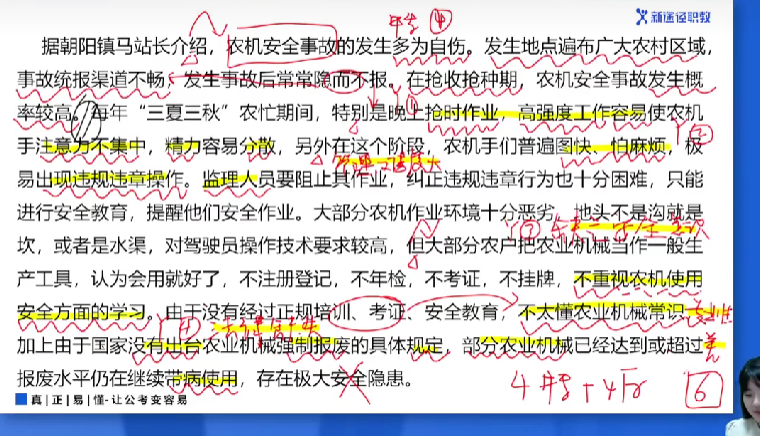 新途径职教
据朝阳镇马站长介绍，农机安全事故的发生多为自伤。发生地点遍布广大农村区域，
事故统报渠道不畅，发生事故后常常隐而不报。在抢收抢种期，农机安全事故发生概
率较高。每年“三夏三秋”农忙期间，特别是晚上抢时作业，高强度工作容易使农机
手注意力不集中，精力容易分散，另外在这个阶段，农机手们普遍图快、怕麻烦，极
易出现违规违章操作。监理人员要阻止其作业，纠正违规违章行为也十分困难，只能
进行安全教育，提醒他们安全作业。大部分农机作业环境十分恶劣，地头不是沟就是
坎，或者是水渠，对驾驶员操作技术要求较高，但大部分农户把农业机械当作一般生
产工具，认为会用就好了，不注册登记，不年检，不考证，不挂牌，不重视农机使用
安全方面的学习。由于没有经过正规培训、考证、安全教育，不大懂农业机械常识，
加上由于国家没有出台农业机械强制报废的具体规定，部分农业机械已经达到或超过
报废水平仍在继续带病使用，存在极大安全隐患。
6
真|正|易|懂-让公考变容易